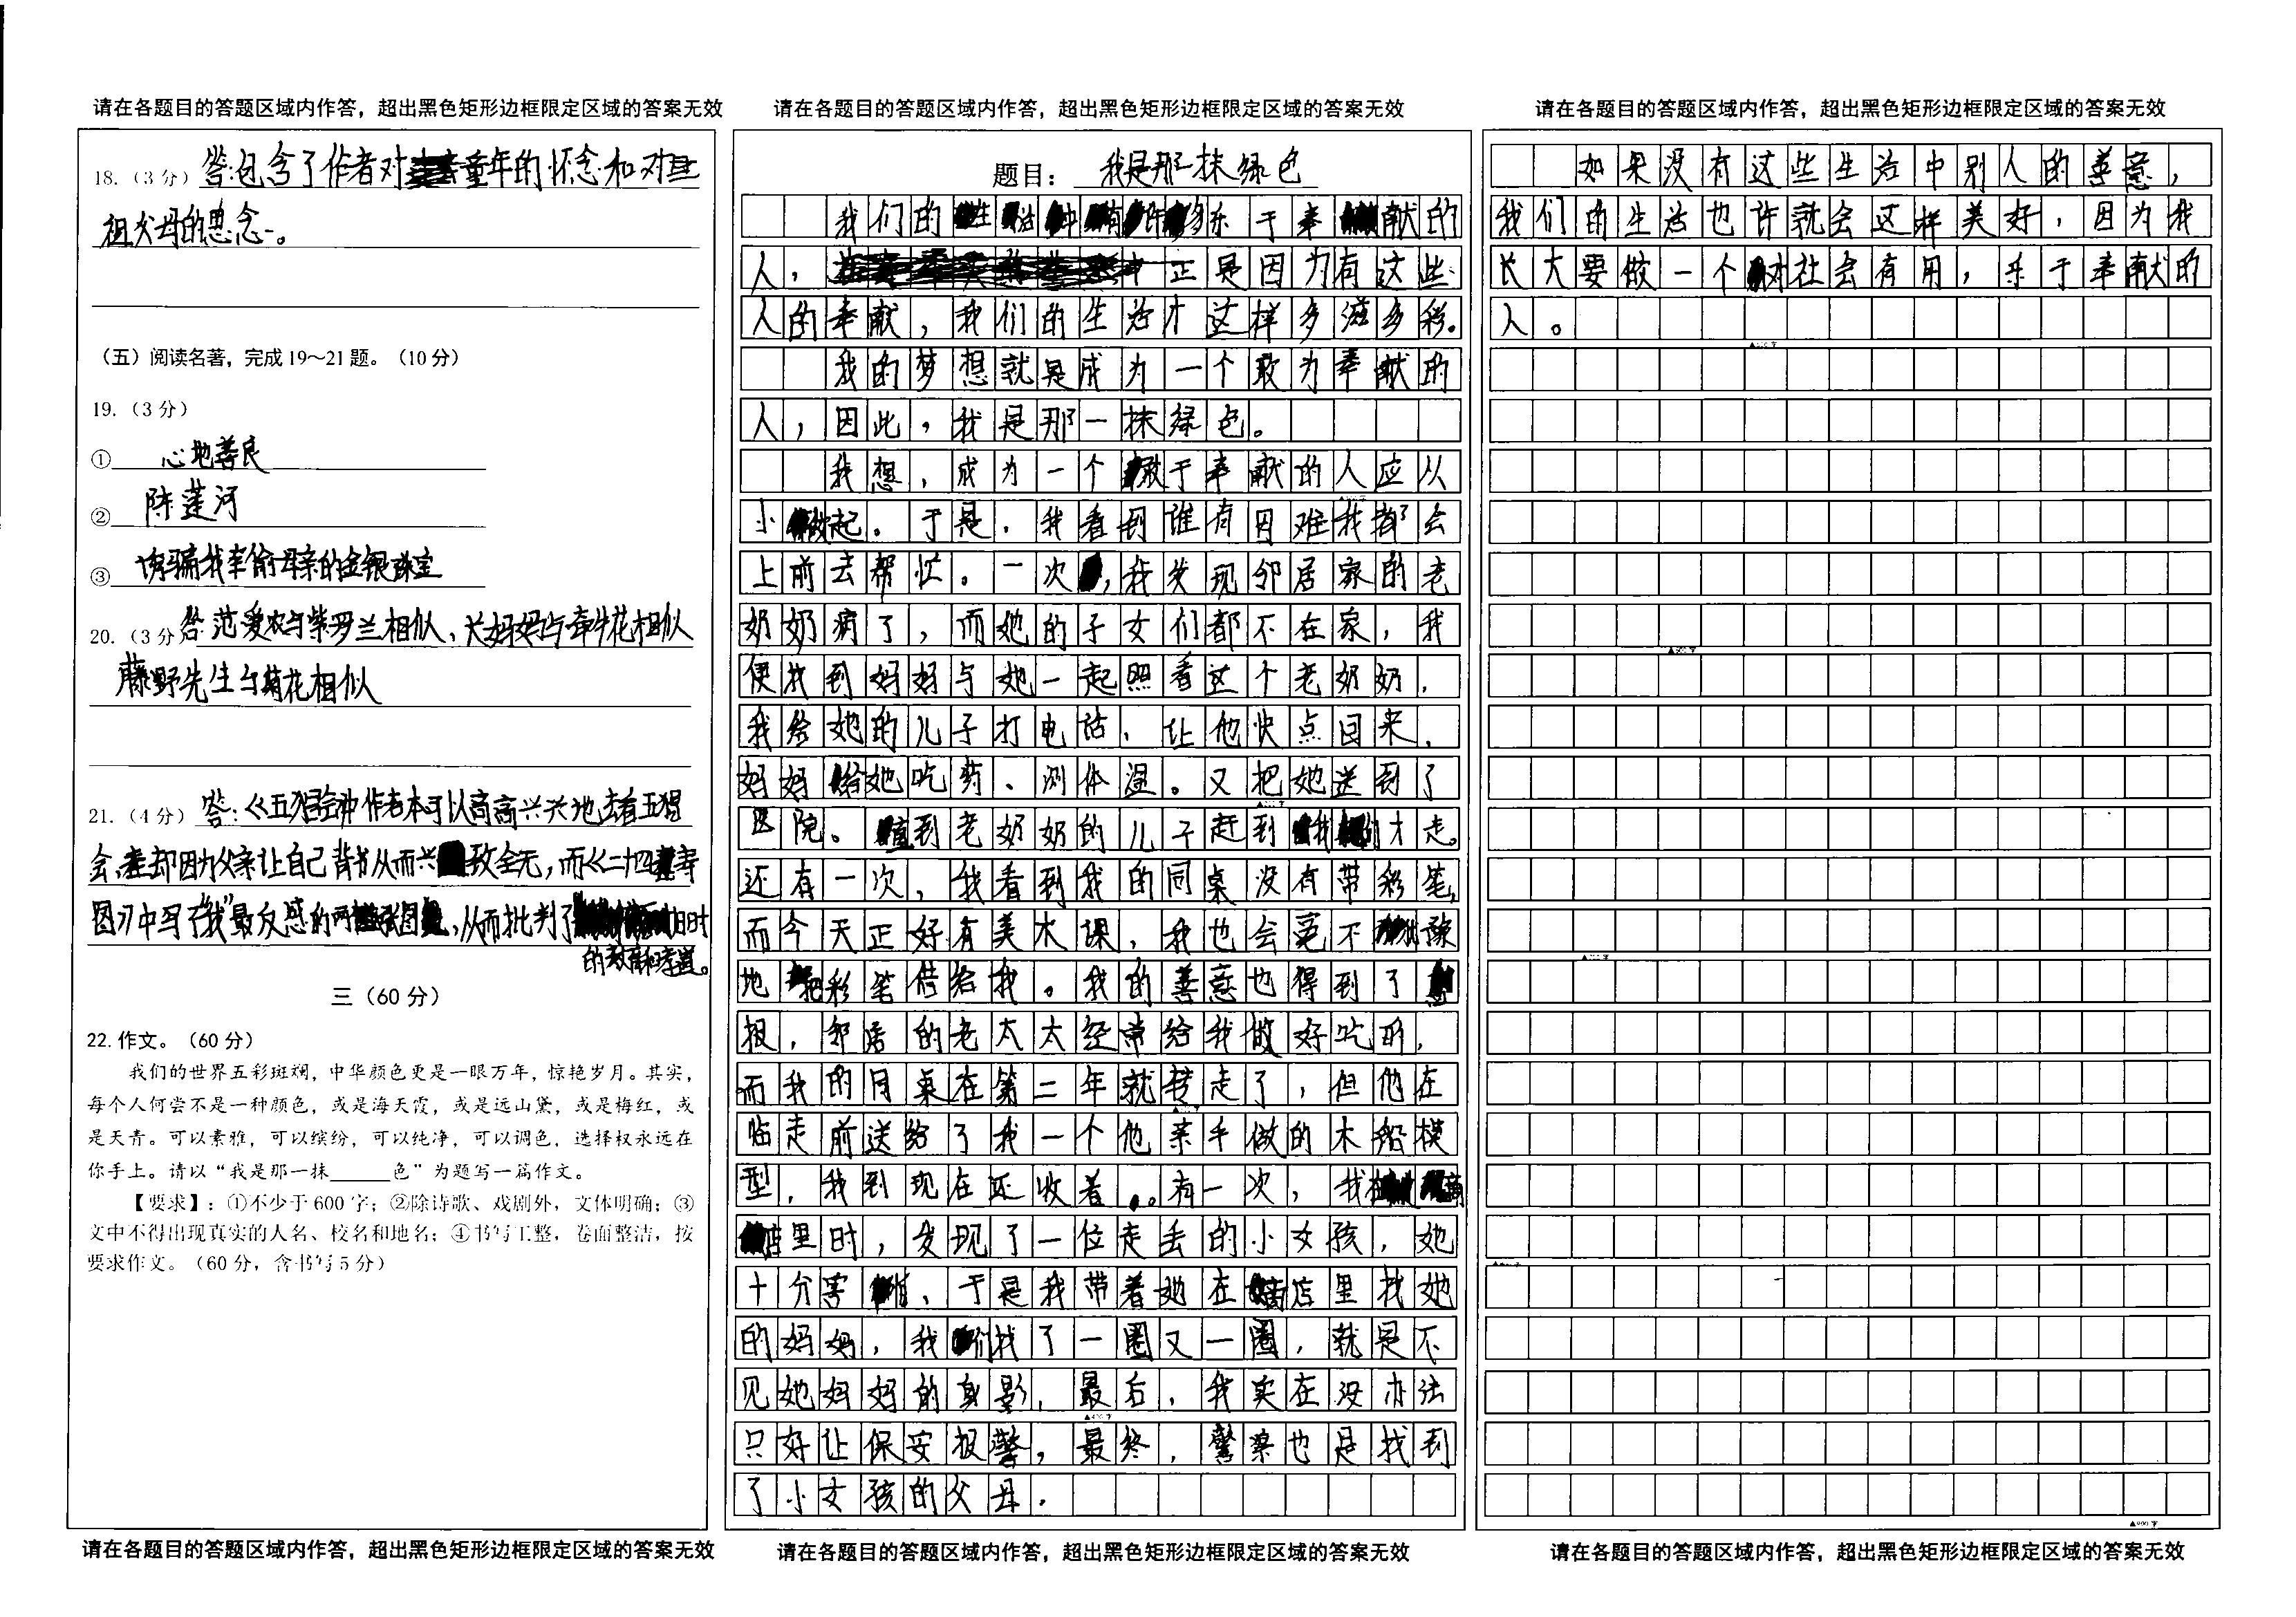 请在各题目的答题区域内作答，超出黑色矩形边框限定区域的答案无效
18.（3 分）答:包含了作者对童年的怀念和对
祖父母的思念。
（五）阅读名著，完成 19～21 题。（10 分）
19.（3 分）
① 心地善良
② 陈莲河
③ 诱骗我去偷母亲的金银珠宝
20.（3 分）答:范爱农与紫罗兰相似、长妈妈与牵牛花相似
藤野先生与菊花相似
21.（4 分）答:《五猖会》中作者本可以高高兴兴地去看五猖
会,却因为父亲让自己背书从而兴致全无,而《二十四孝
图》中写了“我”最反感的两张图,从而批判了旧时
的教育和孝道。
三（60 分）
22.作文。（60 分）
我们的世界五彩斑斓，中华颜色更是一眼万年，惊艳岁月。其实，
每个人何尝不是一种颜色，或是海天霞，或是远山黛，或是梅红，或
是天青。可以素雅，可以缤纷，可以纯净，可以调色，选择权永远在
你手上。请以“我是那一抹______色”为题写一篇作文。
【要求】：①不少于 600 字；②除诗歌、戏剧外，文体明确；③
文中不得出现真实的人名、校名和地名；④书写工整，卷面整洁，按
要求作文。（60 分，含书写 5 分）
请在各题目的答题区域内作答，超出黑色矩形边框限定区域的答案无效
请在各题目的答题区域内作答，超出黑色矩形边框限定区域的答案无效
题目： 我是那一抹绿色
我们的生活中有许多乐于奉献的
人，正是因为有这些
人的奉献，我们的生活才这样多滋多彩。
我的梦想就是成为一个敢为奉献的
人，因此，我是那一抹绿色。
我想，成为一个敢于奉献的人应从
小做起。于是，我看到谁有困难我都会
上前去帮忙。一次，我发现邻居家的老
奶奶病了，而她的子女们都不在家，我
便找到妈妈与她一起照看这个老奶奶，
我给她的儿子打电话，让他快点回来，
妈妈给她吃药、测体温。又把她送到了
医院。直到老奶奶的儿子赶到我们才走。
还有一次，我看到我的同桌没有带彩笔，
而今天正好有美术课，我也会毫不犹豫
地把彩笔借给我。我的善意也得到了
报，邻居的老太太经常给我做好吃的，
而我的同桌在第二年就转走了，但他在
临走前送给了我一个他亲手做的木船模
型，我到现在还收着。有一次，我在商
店里时，发现了一位走丢的小女孩，她
十分害怕、于是我带着她在商店里找她
的妈妈，我们找了一圈又一圈，就是不
见她妈妈的身影，最后，我实在没办法
只好让保安报警，最终，警察也是找到
了小女孩的父母．
请在各题目的答题区域内作答，超出黑色矩形边框限定区域的答案无效
请在各题目的答题区域内作答，超出黑色矩形边框限定区域的答案无效
如果没有这些生活中别人的善意，
我们的生活也许就会这样美好，因为我
长大要做一个对社会有用，乐于奉献的
人。
▲900 字
请在各题目的答题区域内作答，超出黑色矩形边框限定区域的答案无效